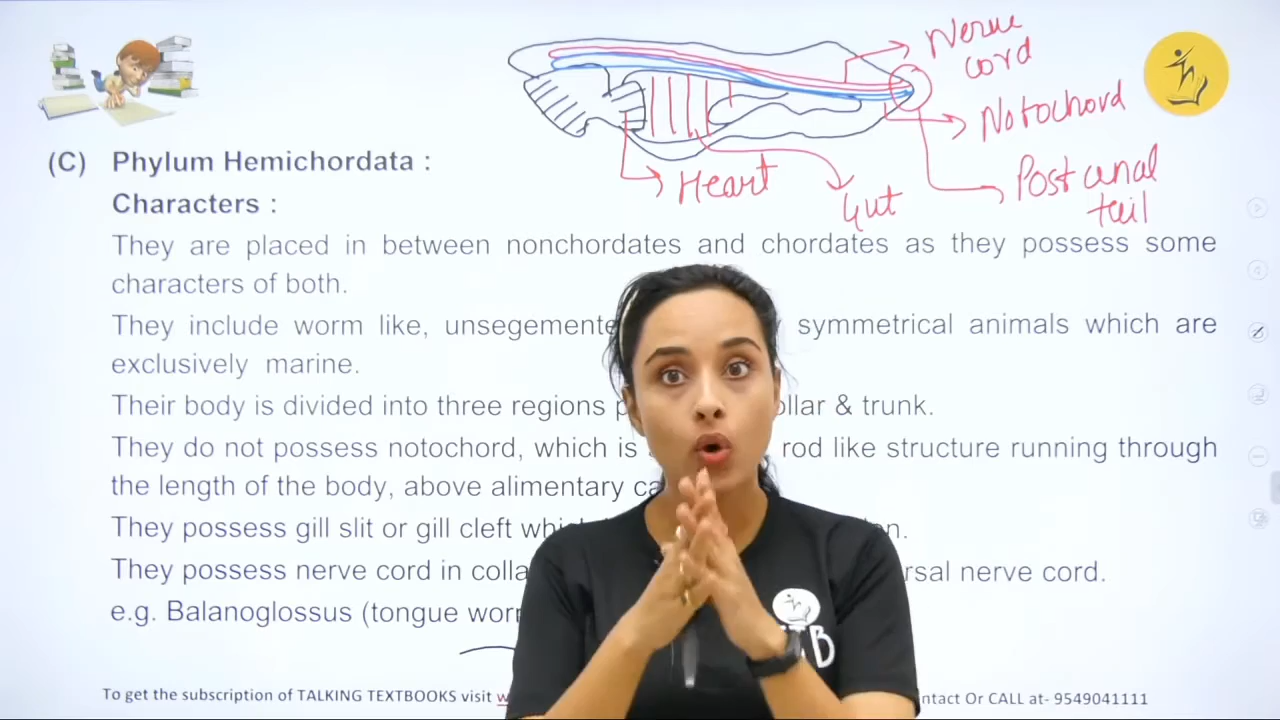 Nerve
cord
Notochord
(C) Phylum Hemichordata :
Heart
Post anal
tail
Gut
Characters :
They are placed in between nonchordates and chordates as they possess some
characters of both.
They include worm like, unsegemente symmetrical animals which are
exclusively marine.
Their body is divided into three regions p ollar & trunk.
They do not possess notochord, which is rod like structure running through
the length of the body, above alimentary ca
They possess gill slit or gill cleft whi n.
They possess nerve cord in colla rsal nerve cord.
e.g. Balanoglossus (tongue wor
B
To get the subscription of TALKING TEXTBOOKS visit w ntact Or CALL at- 9549041111